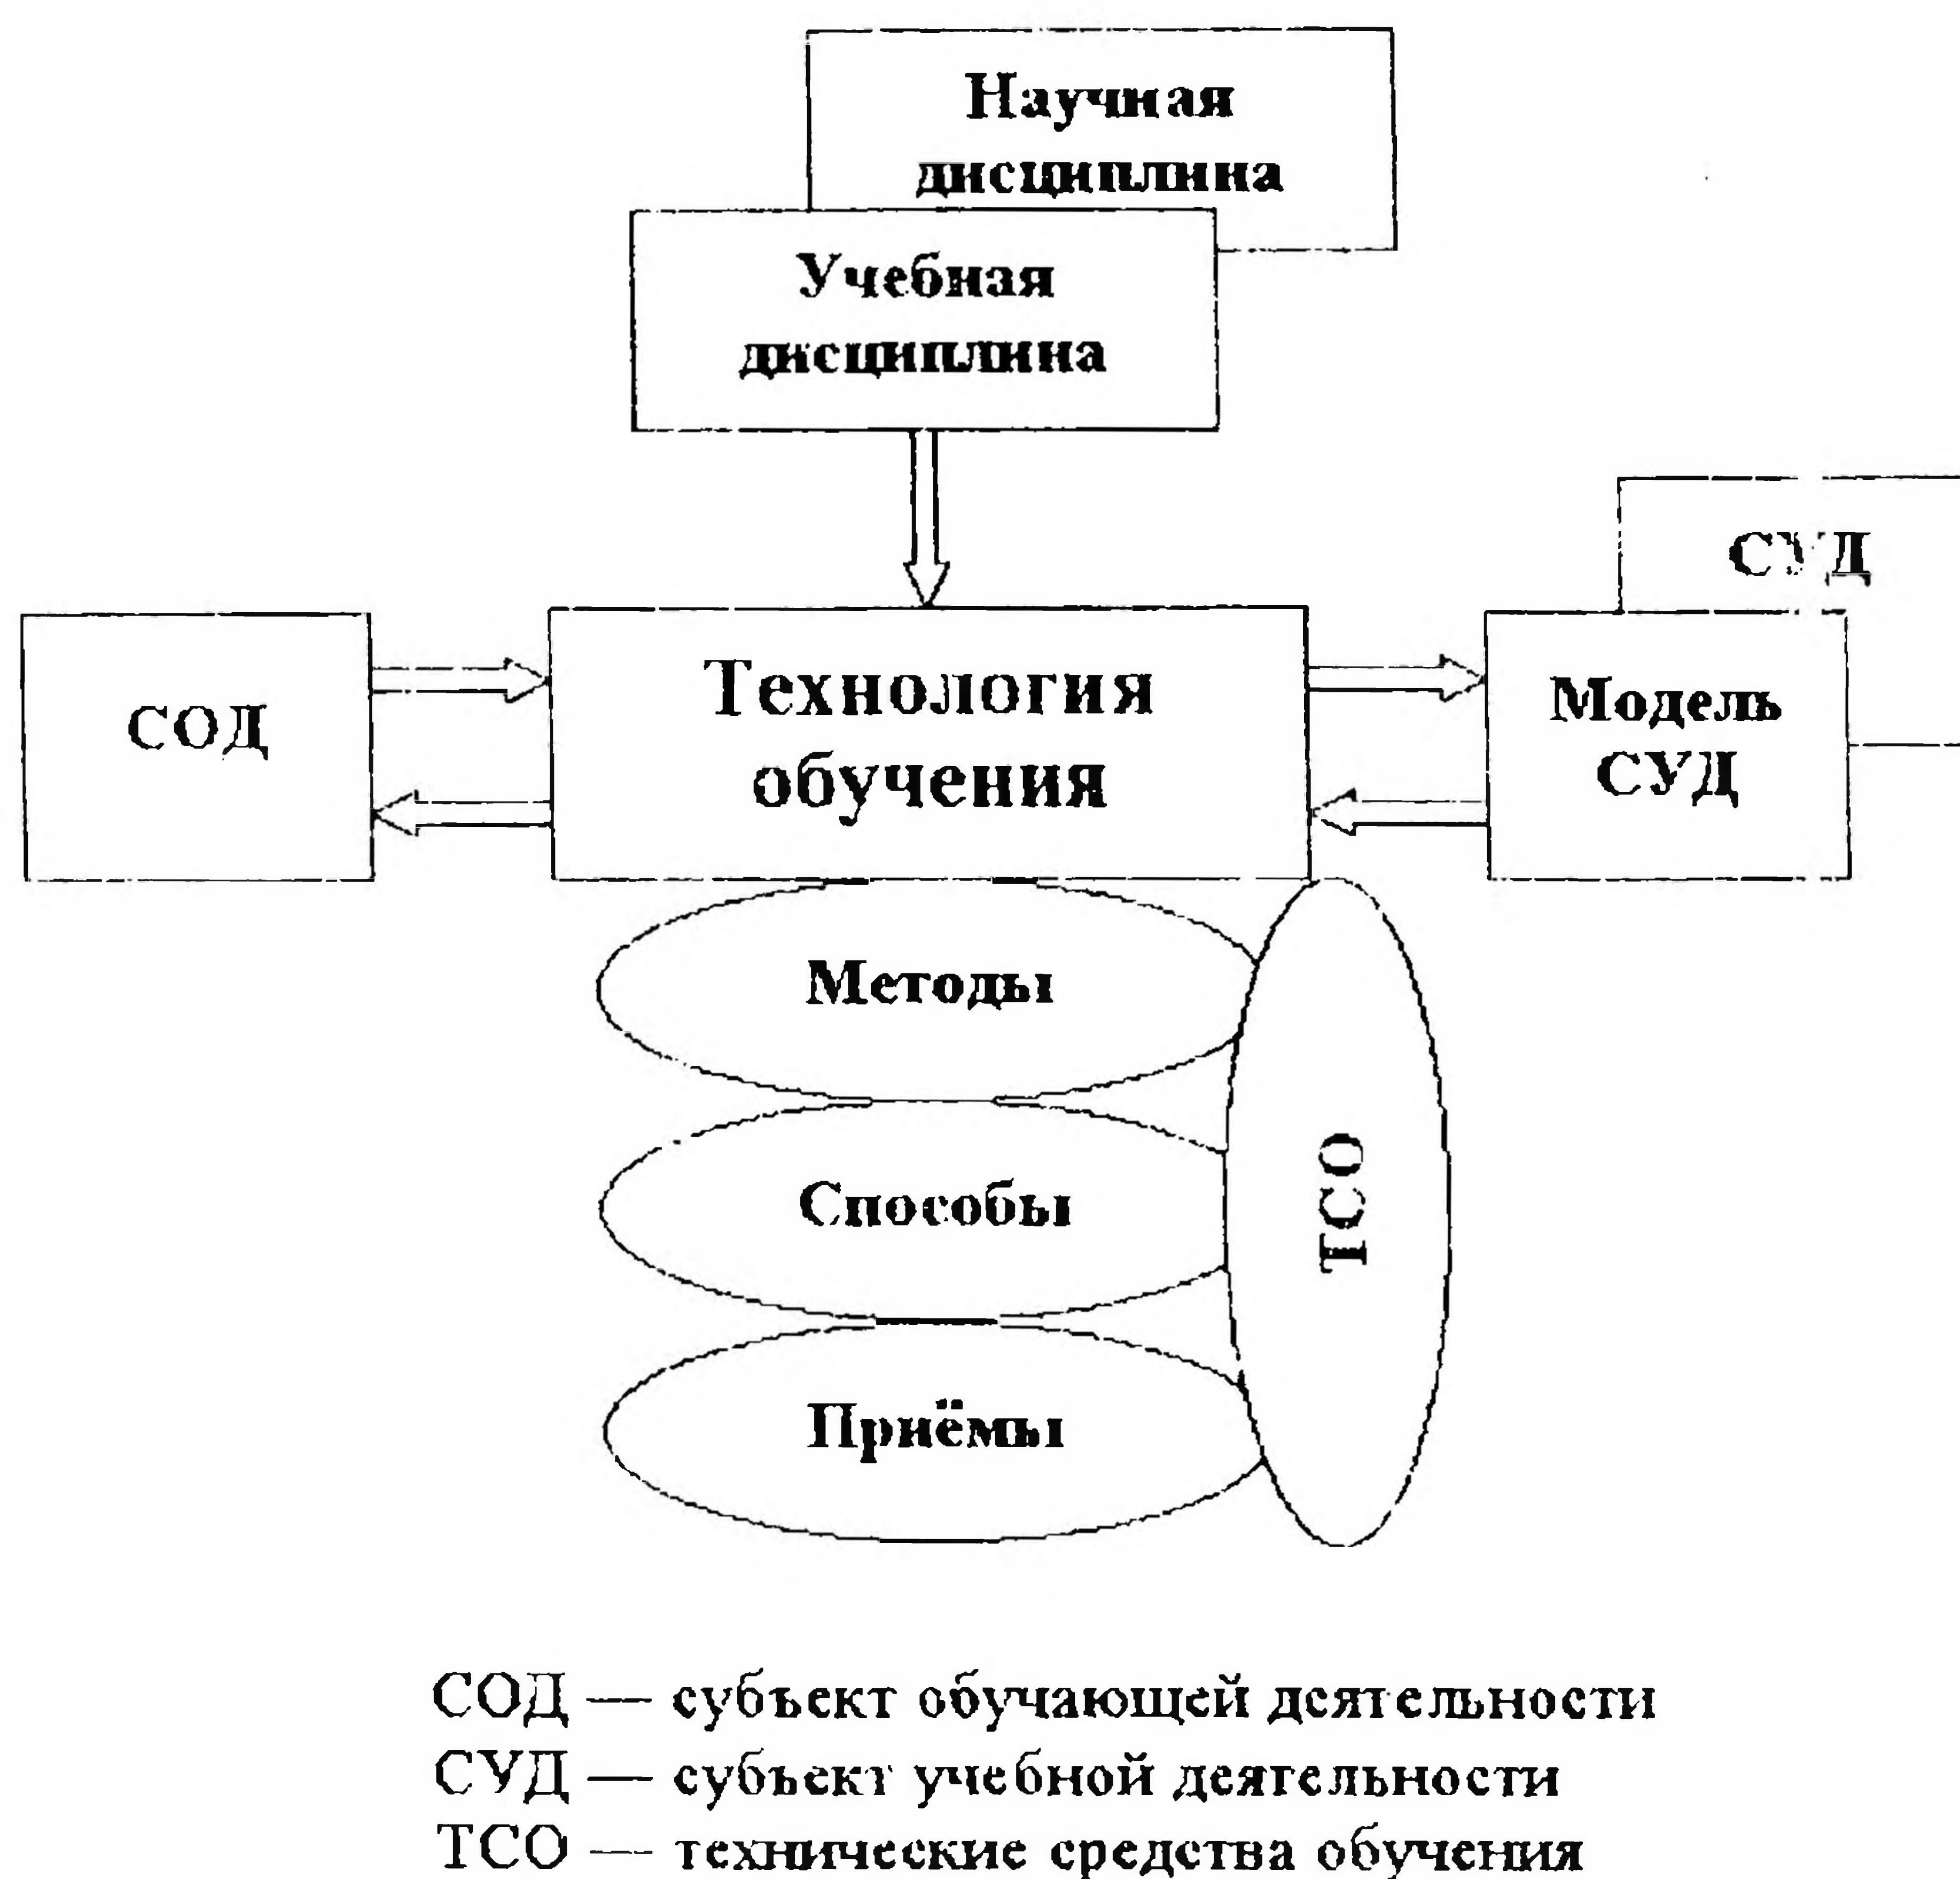 Научная
дисциплина
Учебная
дисциплина
СУД
СОД
Технология
обучения
Модель
СУД
Методы
Способы
ТСО
Приёмы
СОД — субъект обучающей деятельности
СУД — субъект учебной деятельности
ТСО — технические средства обучения